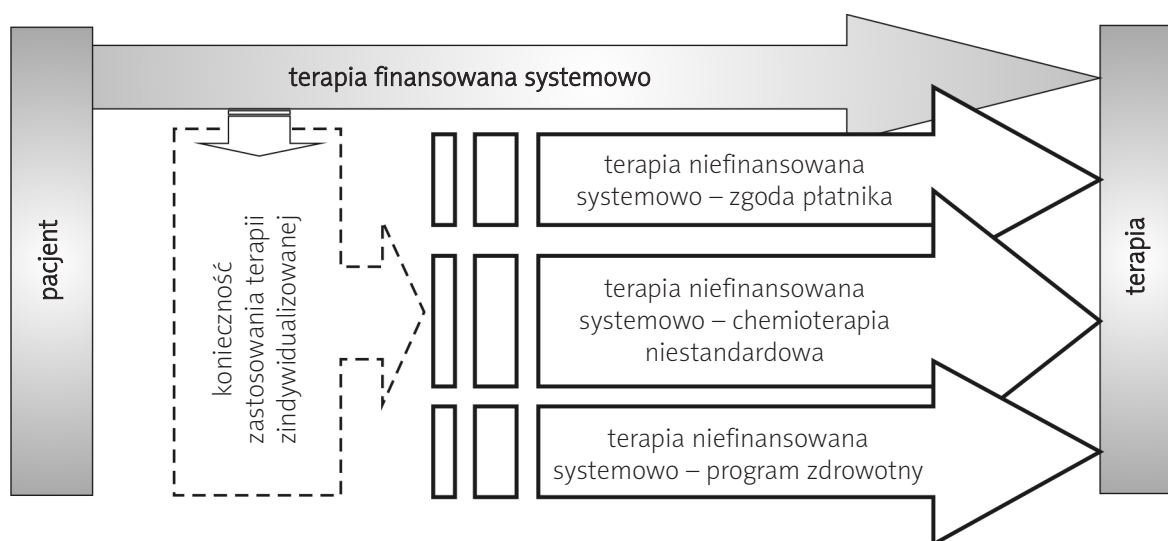 pacjent
terapia finansowana systemowo
konieczność
zastosowania terapii
zindywidualizowanej
terapia niefinansowana
systemowo – zgoda płatnika
terapia niefinansowana
systemowo – chemioterapia
niestandardowa
terapia niefinansowana
systemowo – program zdrowotny
terapia